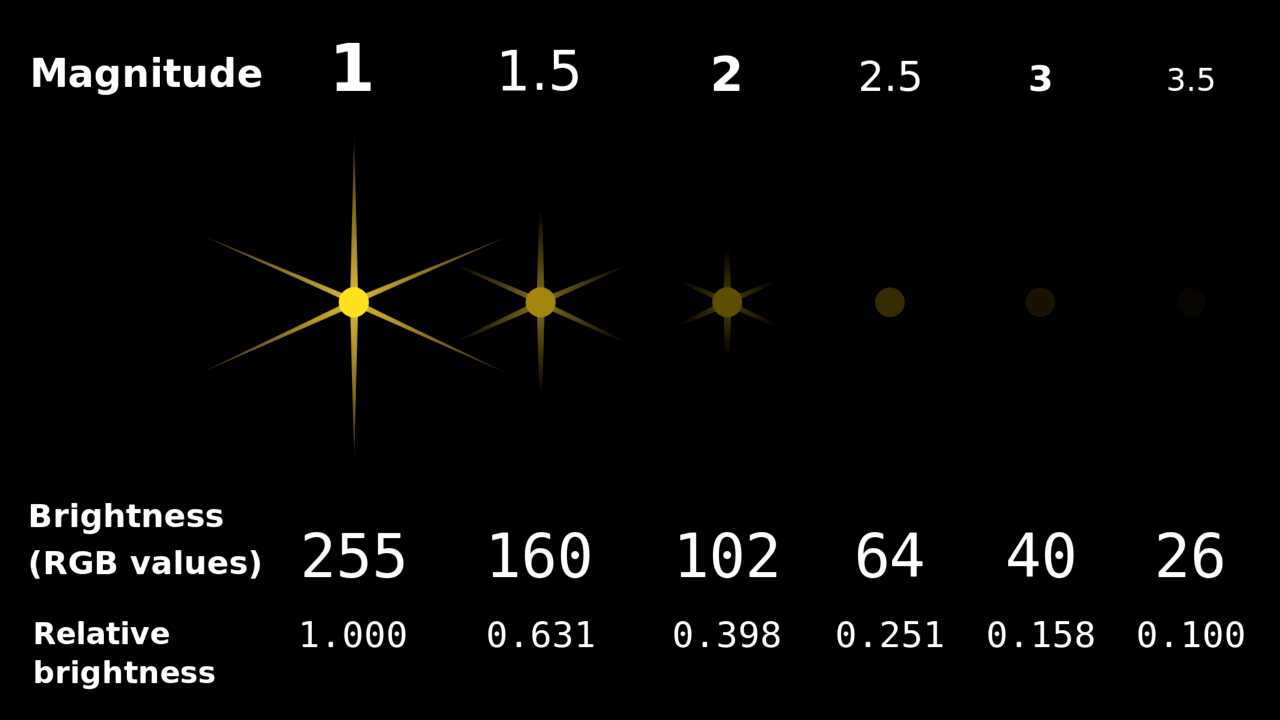 Magnitude 1 1.5 2 2.5 3 3.5
Brightness
(RGB values) 255 160 102 64 40 26
Relative 1.000 0.631 0.398 0.251 0.158 0.100
brightness